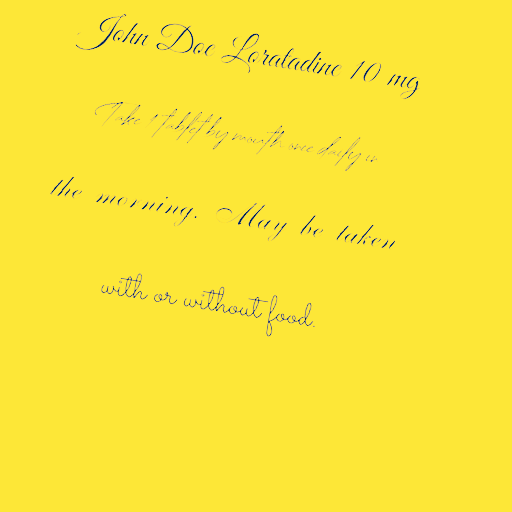 John Doe Loratadine 10 mg
Take 1 tablet by mouth once daily in
the morning. May be taken
with or without food.